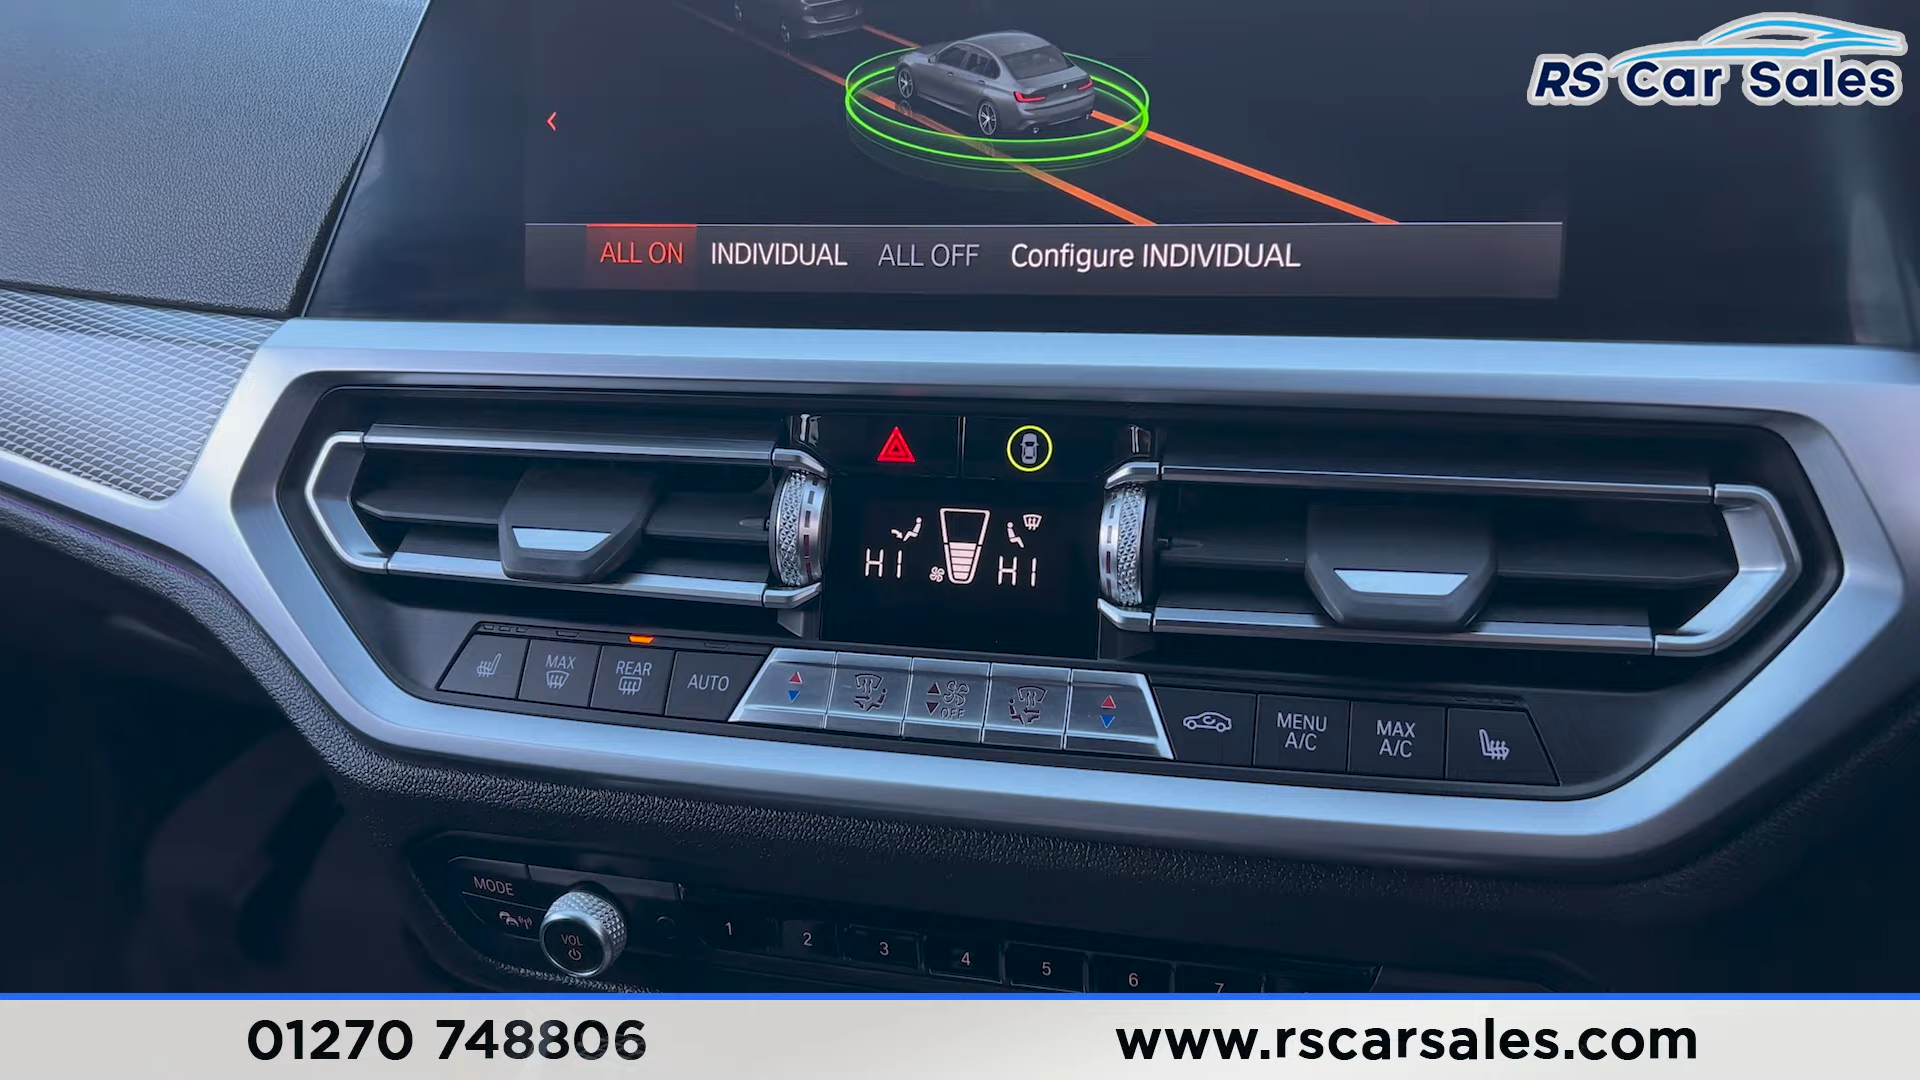 RS Car Sales
ALL ON INDIVIDUAL ALL OFF Configure INDIVIDUAL
HI HI
MAX REAR AUTO OFF MENU A/C MAX A/C
MODE
VOL
1 2 3 4 5 6 7
01270 748806 www.rscarsales.com